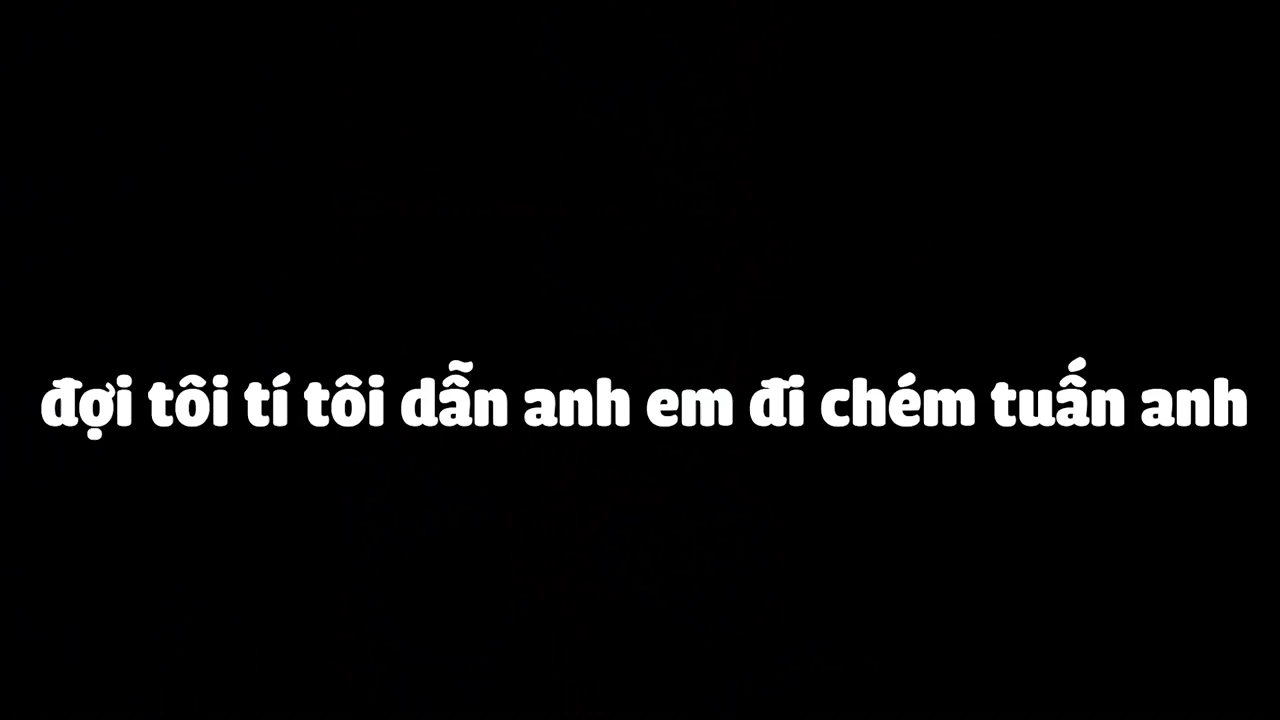 đợi tôi tí tôi dẫn anh em đi chém tuấn anh